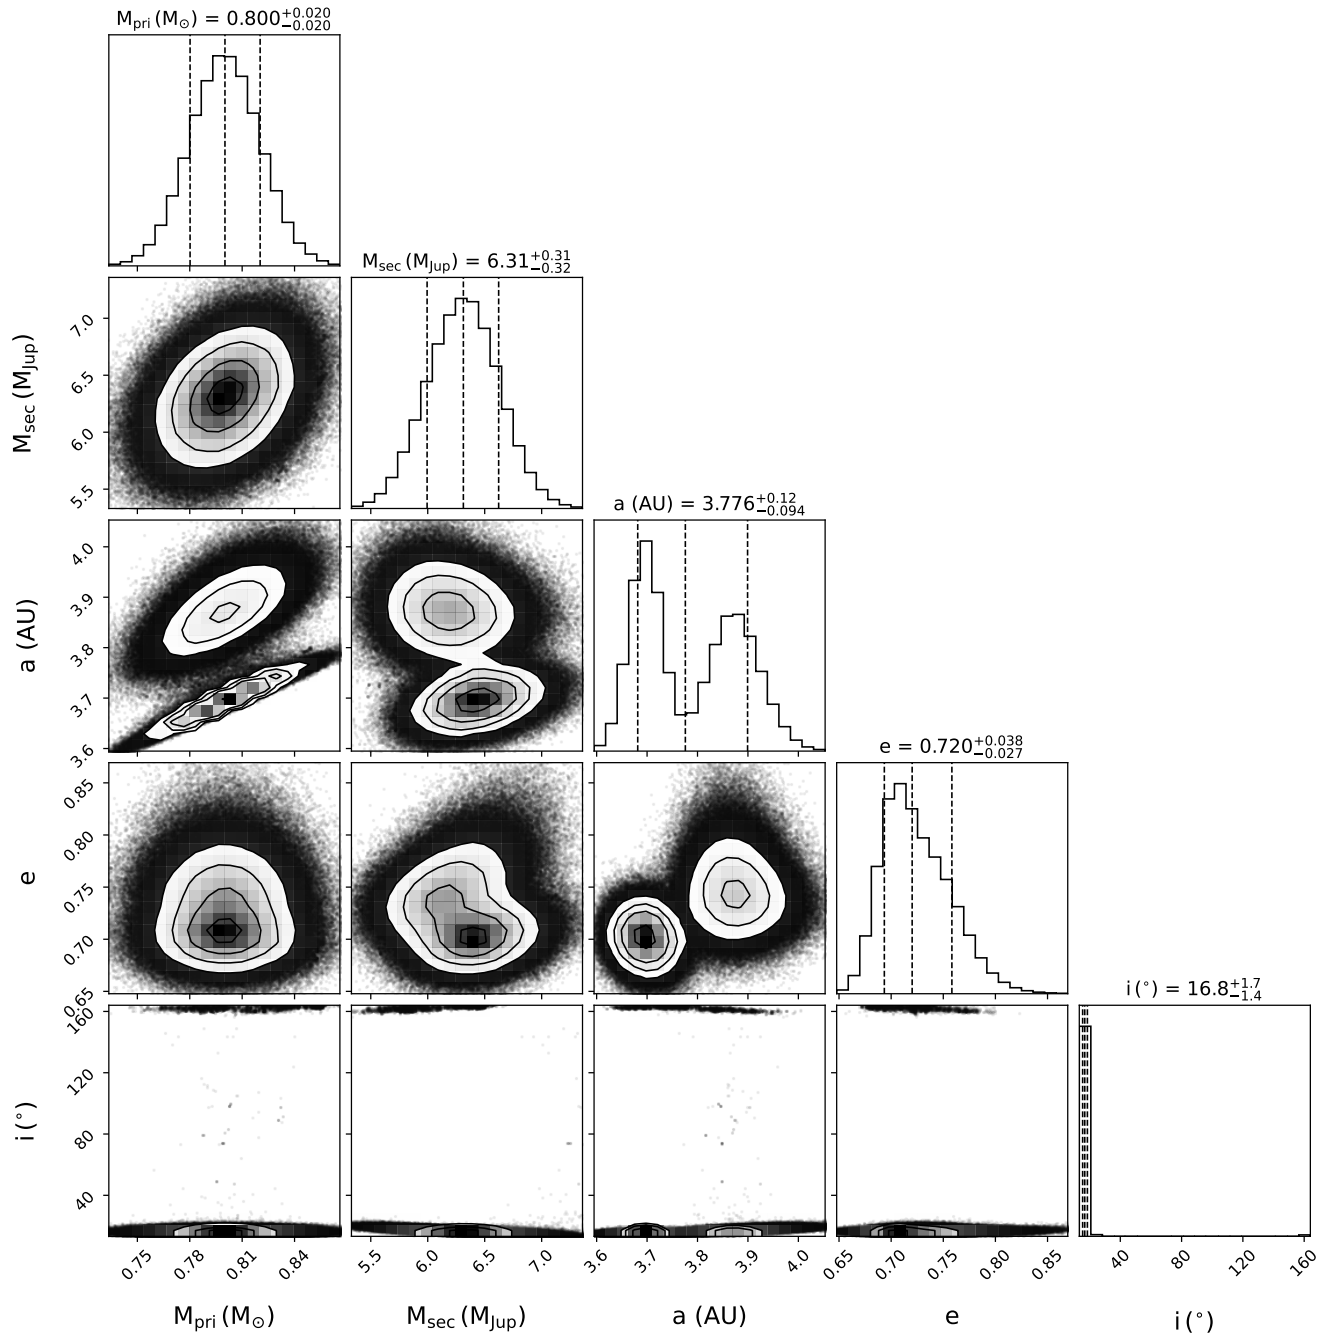 M_pri (M_⊙) = 0.800^{+0.020}_{−0.020}
M_sec (M_Jup) = 6.31^{+0.31}_{−0.32}
7.0
6.5
6.0
5.5
M_sec (M_Jup)
a (AU) = 3.776^{+0.12}_{−0.094}
4.0
3.9
3.8
3.7
3.6
a (AU)
e = 0.720^{+0.038}_{−0.027}
0.85
0.80
0.75
0.70
0.65
e
i (°) = 16.8^{+1.7}_{−1.4}
160
120
80
40
i (°)
0.75 0.78 0.81 0.84 5.5 6.0 6.5 7.0 3.6 3.7 3.8 3.9 4.0 0.65 0.70 0.75 0.80 0.85 40 80 120 160
M_pri (M_⊙) M_sec (M_Jup) a (AU) e i (°)